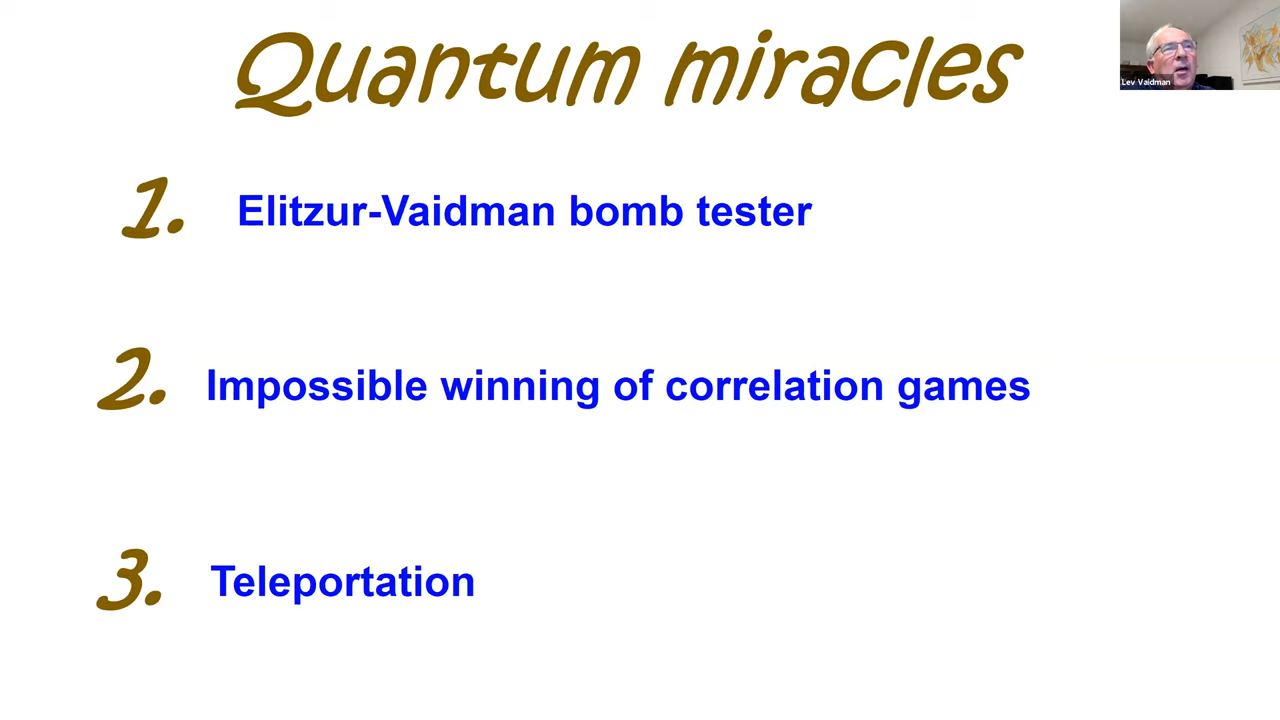 Quantum miracles
Lev Vaidman
1. Elitzur-Vaidman bomb tester
2. Impossible winning of correlation games
3. Teleportation